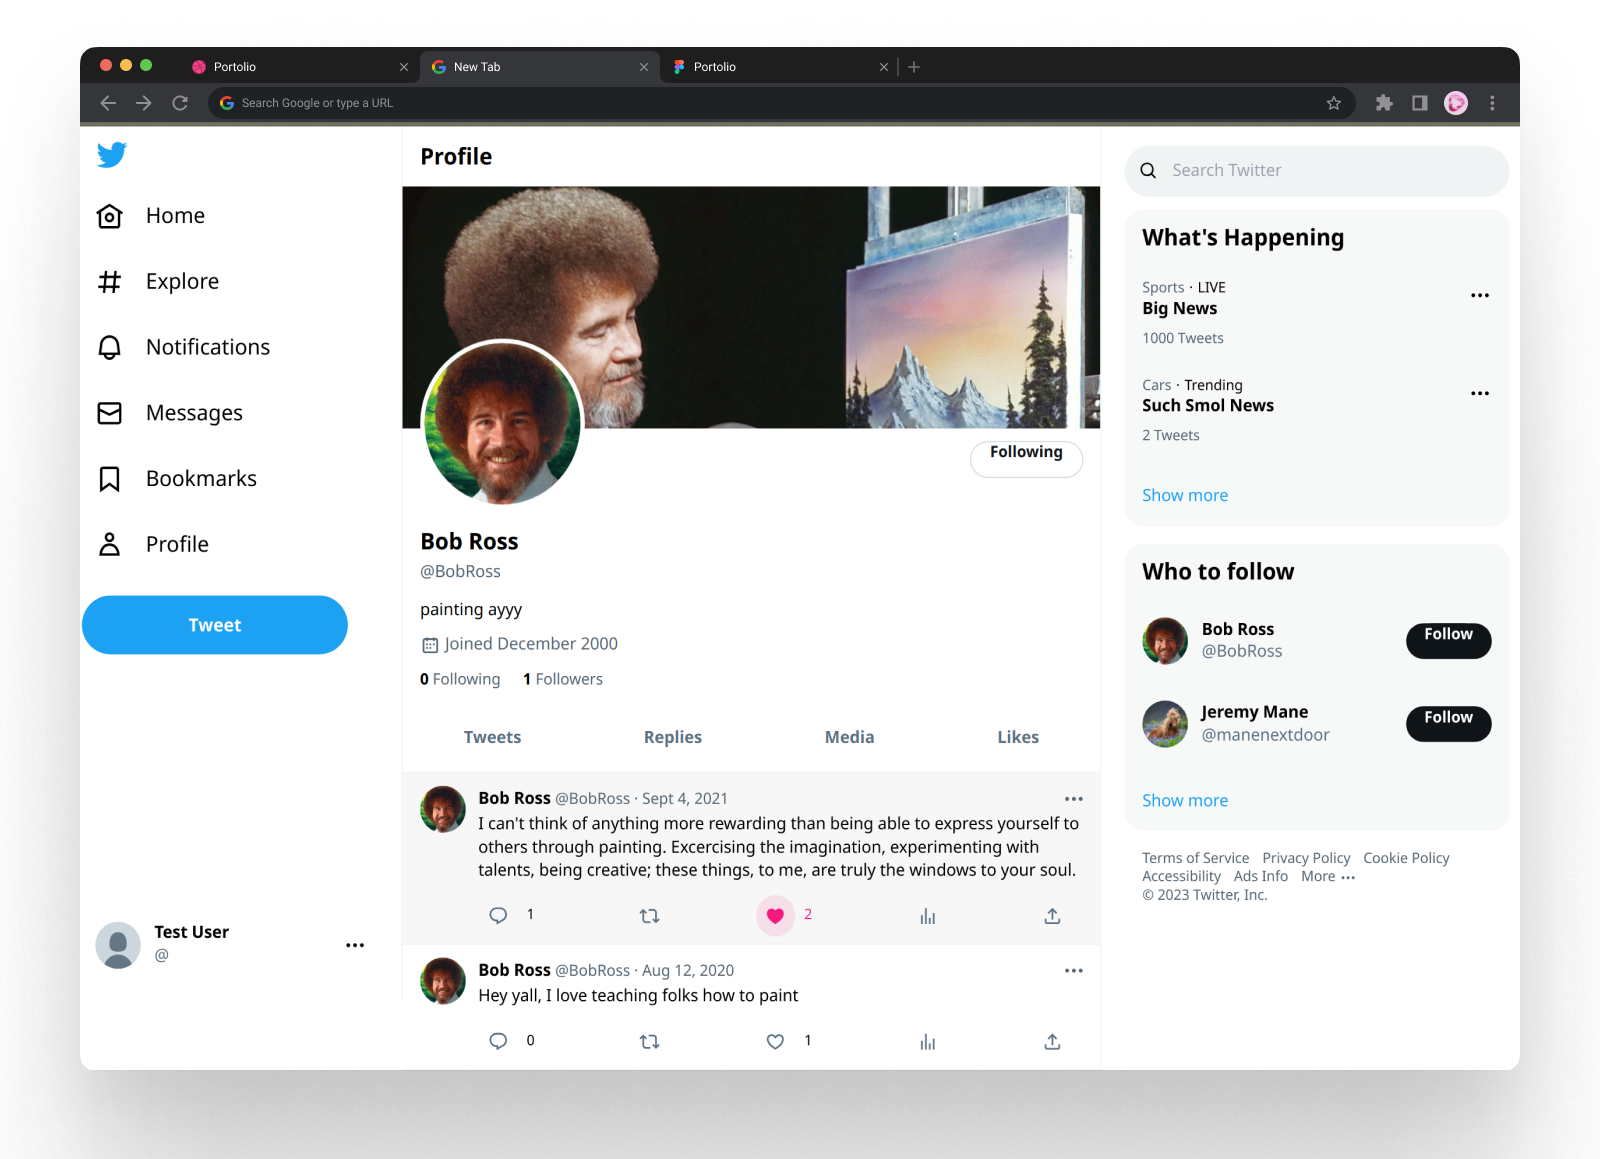 Portolio
New Tab
Portolio
Search Google or type a URL
Home
Explore
Notifications
Messages
Bookmarks
Profile
Tweet
Test User
@
Profile
Following
Bob Ross
@BobRoss
painting ayyy
Joined December 2000
0 Following 1 Followers
Tweets Replies Media Likes
Bob Ross @BobRoss · Sept 4, 2021
I can't think of anything more rewarding than being able to express yourself to
others through painting. Excercising the imagination, experimenting with
talents, being creative; these things, to me, are truly the windows to your soul.
1 2
Bob Ross @BobRoss · Aug 12, 2020
Hey yall, I love teaching folks how to paint
0 1
Search Twitter
What's Happening
Sports · LIVE
Big News
1000 Tweets
Cars · Trending
Such Smol News
2 Tweets
Show more
Who to follow
Bob Ross
@BobRoss
Follow
Jeremy Mane
@manenextdoor
Follow
Show more
Terms of Service Privacy Policy Cookie Policy
Accessibility Ads Info More ···
© 2023 Twitter, Inc.